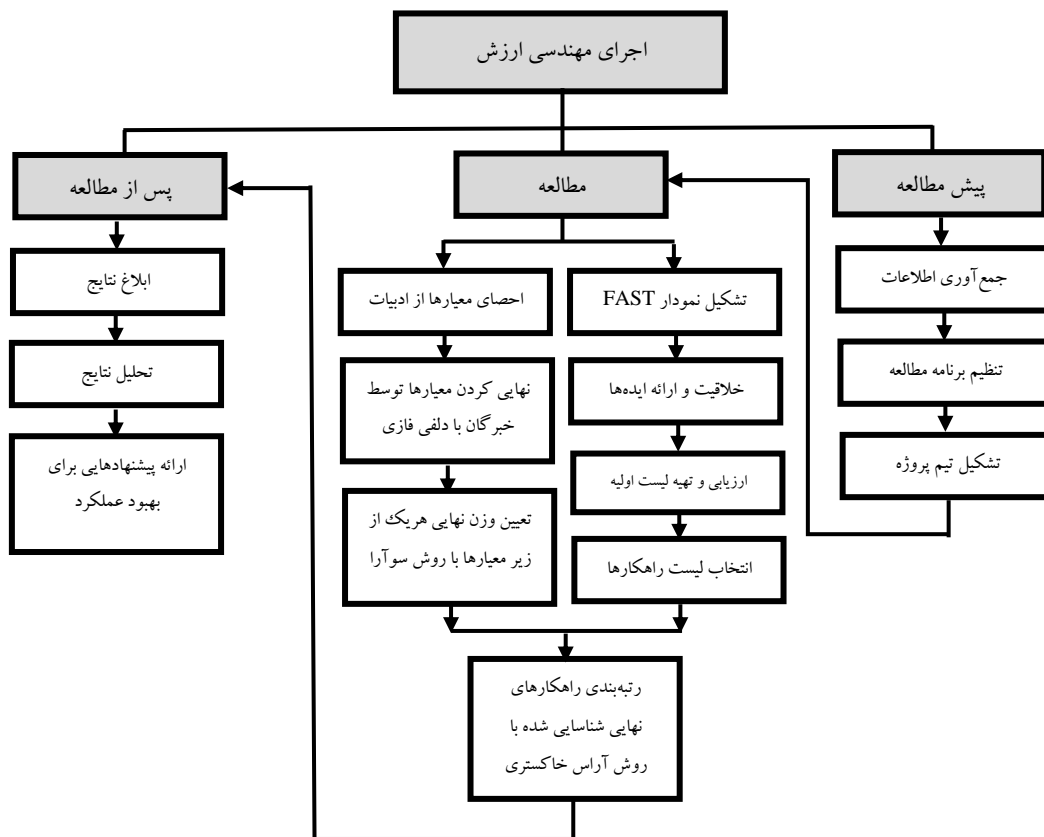 اجرای مهندسی ارزش
پیش مطالعه
جمع‌آوری اطلاعات
تنظیم برنامه مطالعه
تشکیل تیم پروژه
مطالعه
تشکیل نمودار FAST
خلاقیت و ارائه ایده‌ها
ارزیابی و تهیه لیست اولیه
انتخاب لیست راهکارها
احصای معیارها از ادبیات
نهایی کردن معیارها توسط
خبرگان با دلفی فازی
تعیین وزن نهایی هریک از
زیر معیارها با روش سوآرا
رتبه‌بندی راهکارهای
نهایی شناسایی شده با
روش آراس خاکستری
پس از مطالعه
ابلاغ نتایج
تحلیل نتایج
ارائه پیشنهادهایی برای
بهبود عملکرد